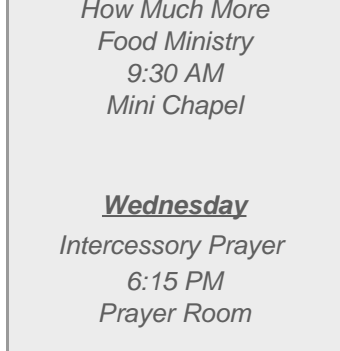 How Much More
Food Ministry
9:30 AM
Mini Chapel
Wednesday
Intercessory Prayer
6:15 PM
Prayer Room